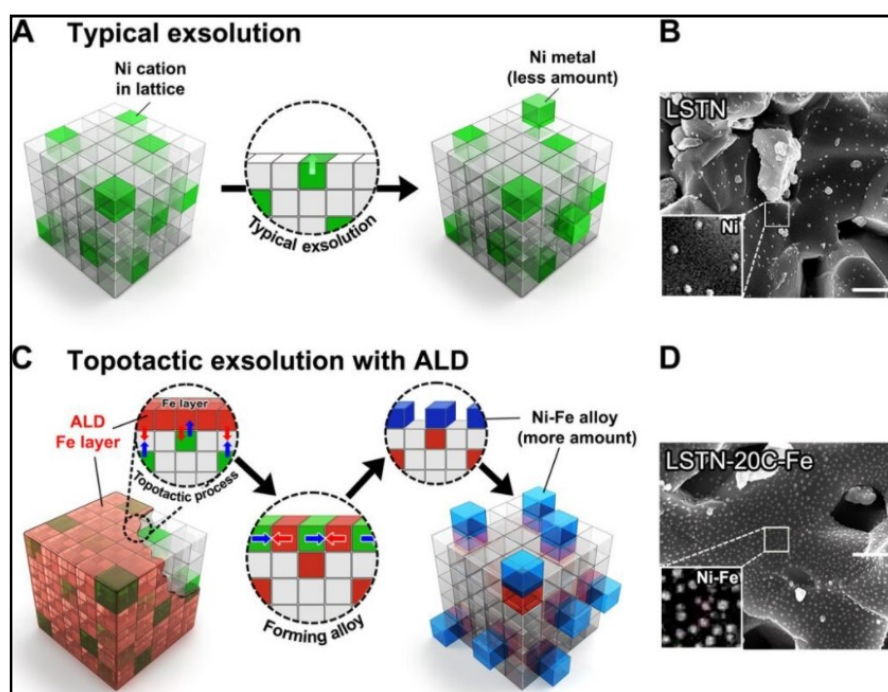 A Typical exsolution
Ni cation
in lattice
Ni metal
(less amount)
Typical exsolution
B
LSTN
Ni
C Topotactic exsolution with ALD
ALD
Fe layer
Fe layer
Topotactic process
Forming alloy
Ni-Fe alloy
(more amount)
D
LSTN-20C-Fe
Ni-Fe